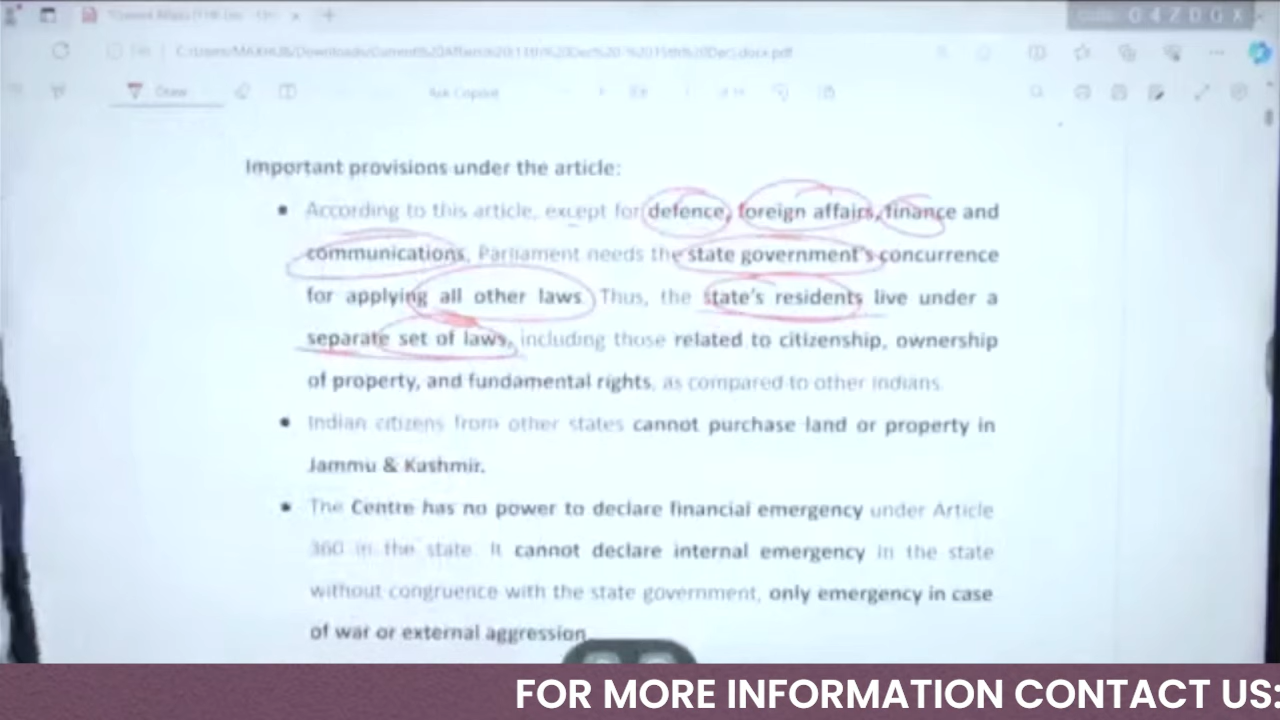 04ZDGX
Draw
Ask Copilot
Important provisions under the article:
According to this article, except for defence, foreign affairs, finance and
communications, Parliament needs the state government's concurrence
for applying all other laws. Thus, the state's residents live under a
separate set of laws, including those related to citizenship, ownership
of property, and fundamental rights, as compared to other Indians.
Indian citizens from other states cannot purchase land or property in
Jammu & Kashmir.
The Centre has no power to declare financial emergency under Article
360 in the state. It cannot declare internal emergency in the state
without congruence with the state government, only emergency in case
of war or external aggression
FOR MORE INFORMATION CONTACT US: